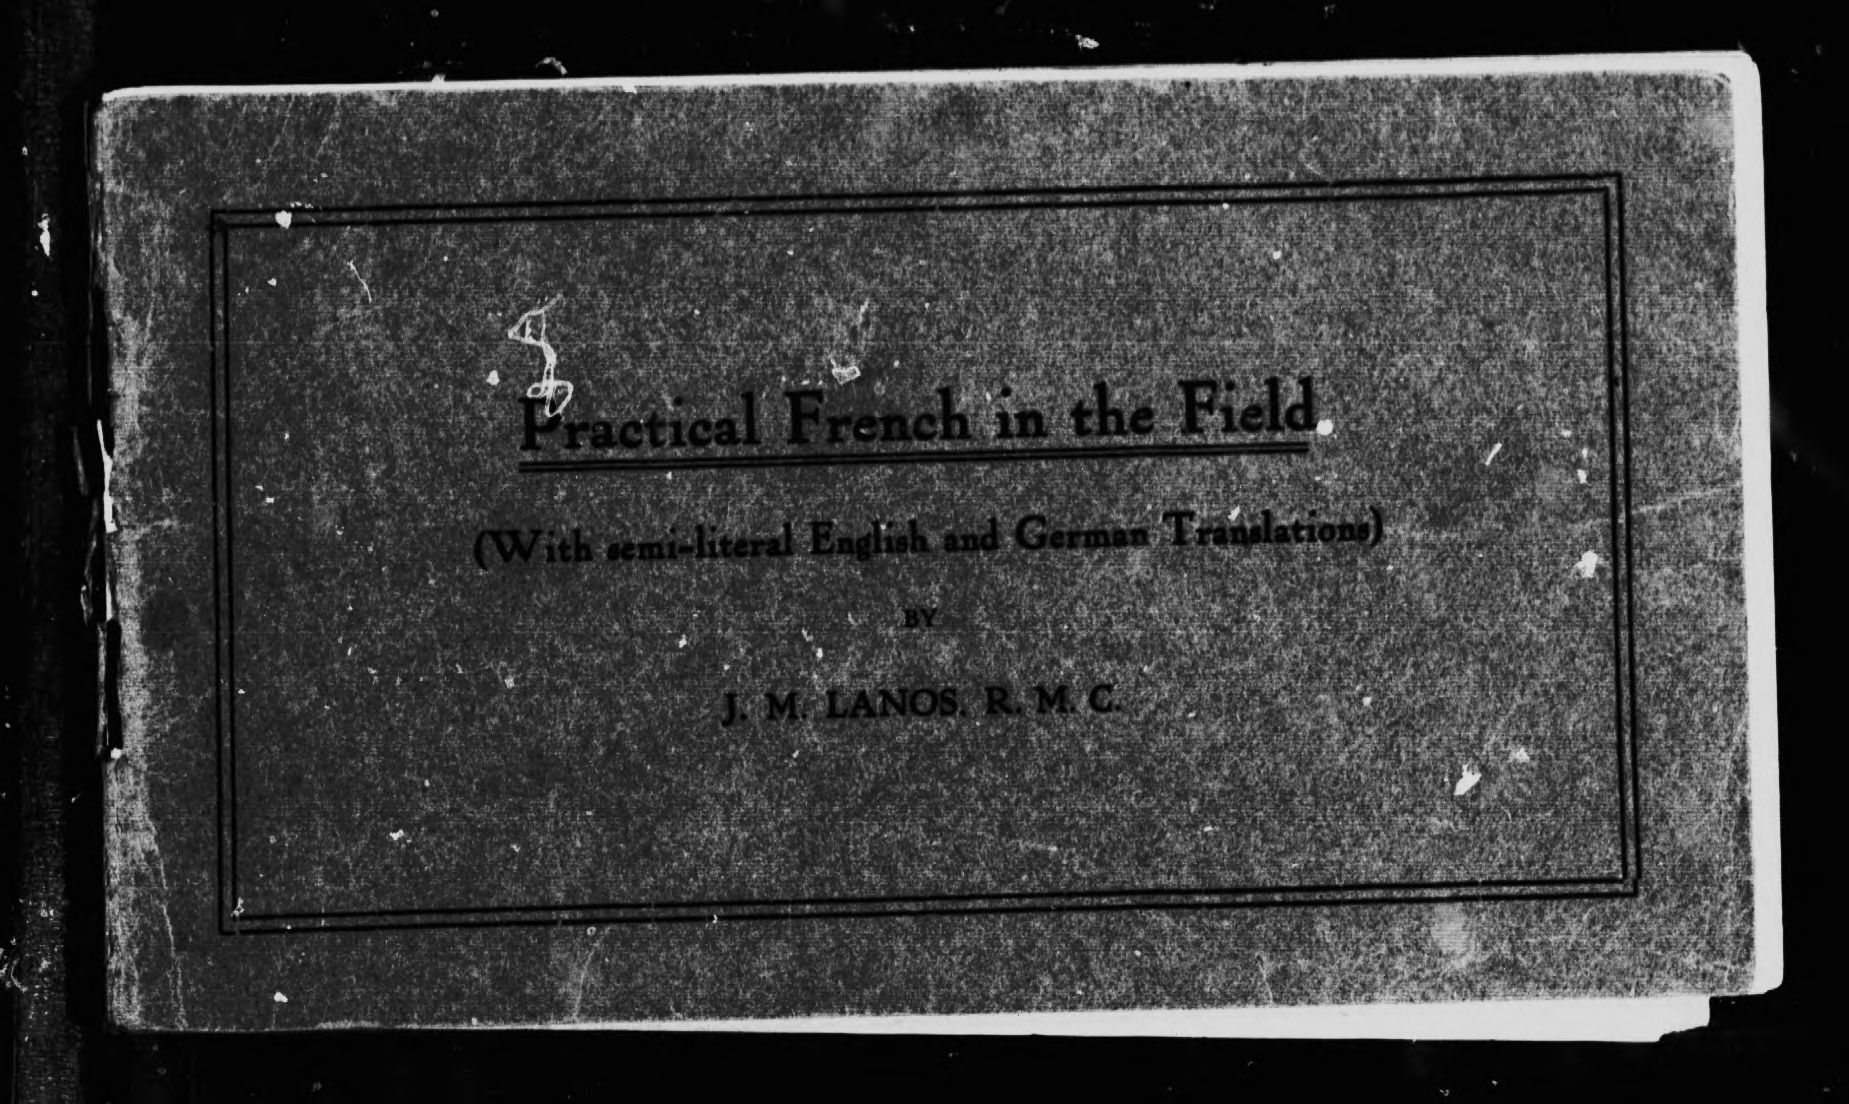 Practical French in the Field
(With semi-literal English and German Translations)
BY
J. M. LANOS, R. M. C.